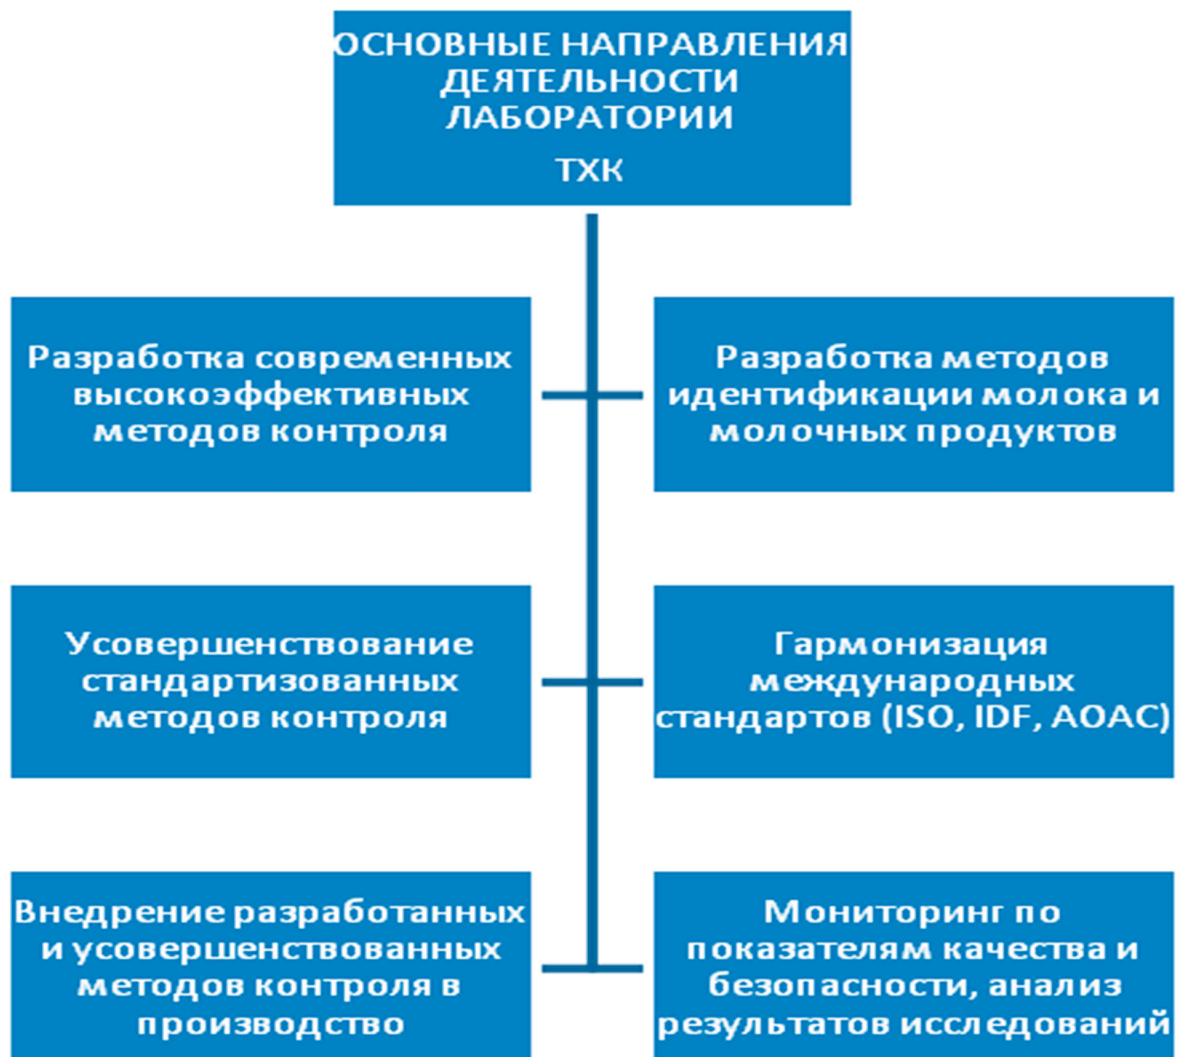 ОСНОВНЫЕ НАПРАВЛЕНИЯ
ДЕЯТЕЛЬНОСТИ
ЛАБОРАТОРИИ
ТХК
Разработка современных
высокоэффективных
методов контроля
Разработка методов
идентификации молока и
молочных продуктов
Усовершенствование
стандартизованных
методов контроля
Гармонизация
международных
стандартов (ISO, IDF, AOAC)
Внедрение разработанных
и усовершенствованных
методов контроля в
производство
Мониторинг по
показателям качества и
безопасности, анализ
результатов исследований